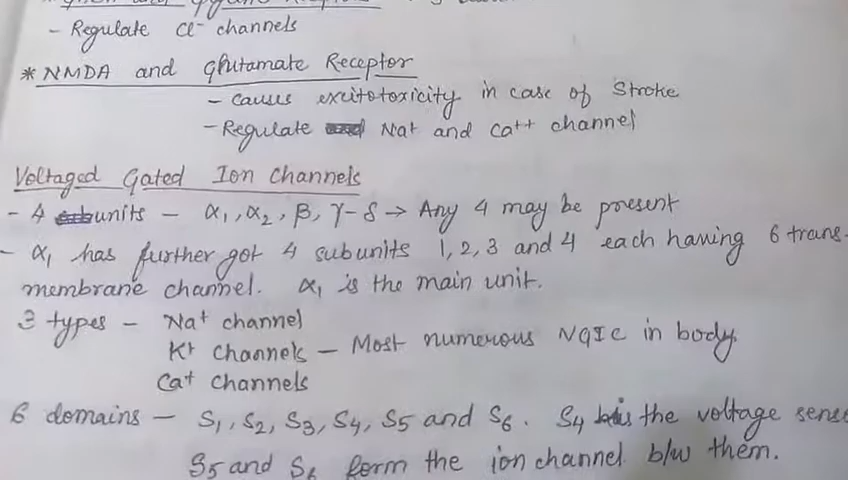 - Regulate Cl⁻ channels
* NMDA and Glutamate Receptor
- causes excitotoxicity in case of Stroke
- Regulate Na+ and Ca++ channel
Voltaged Gated Ion Channels
- 4 units - α1, α2, β, γ-δ → Any 4 may be present
- α1 has further got 4 subunits 1, 2, 3 and 4 each having 6 trans-
membrane channel. α1 is the main unit.
3 types - Na+ channel
K+ channels - Most numerous VGIC in body
Ca+ channels
6 domains - S1, S2, S3, S4, S5 and S6. S4 is the voltage sens
S5 and S6 form the ion channel b/w them.